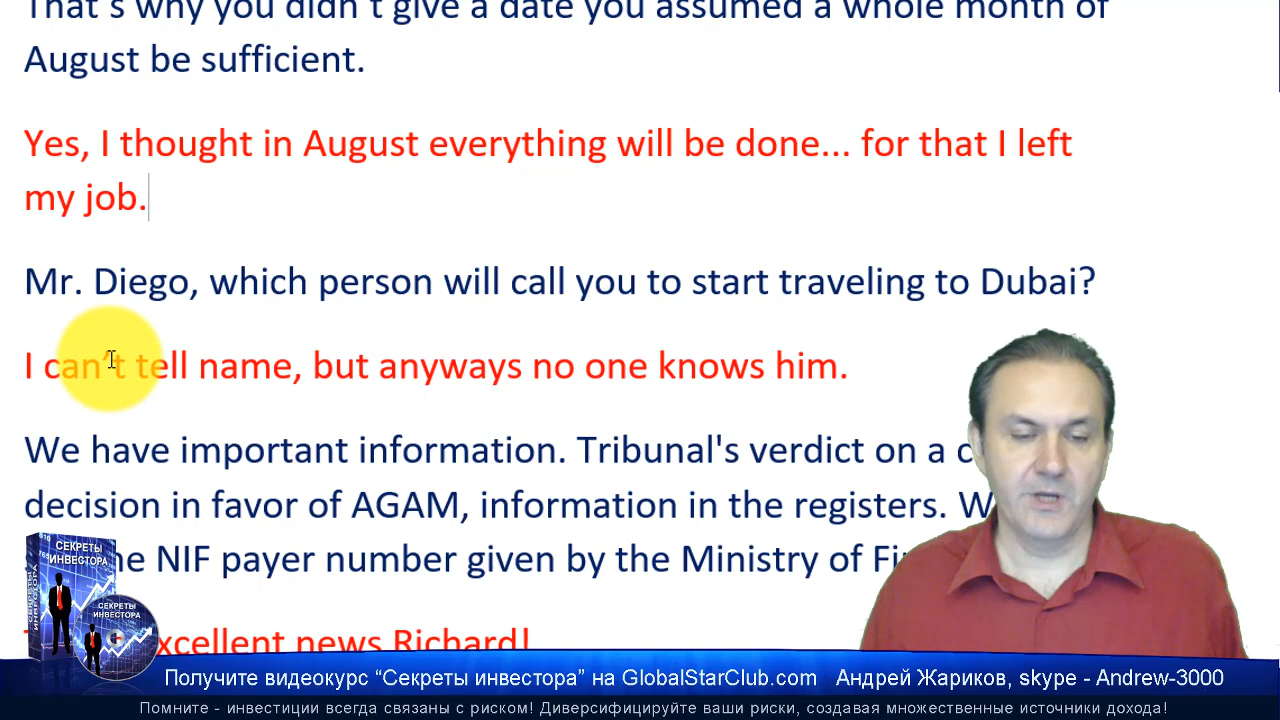 That's why you didn't give a date you assumed a whole month of
August be sufficient.
Yes, I thought in August everything will be done... for that I left
my job.
Mr. Diego, which person will call you to start traveling to Dubai?
I can't tell name, but anyways no one knows him.
We have important information. Tribunal's verdict on a
decision in favor of AGAM, information in the registers.
NIF payer number given by the Ministry of
excellent news Richard!
СЕКРЕТЫ
ИНВЕСТОРА
СЕКРЕТЫ
ИНВЕСТОРА
Получите видеокурс “Секреты инвестора” на GlobalStarClub.com Андрей Жариков, skype - Andrew-3000
Помните - инвестиции всегда связаны с риском! Диверсифицируйте ваши риски, создавая множественные источники дохода!